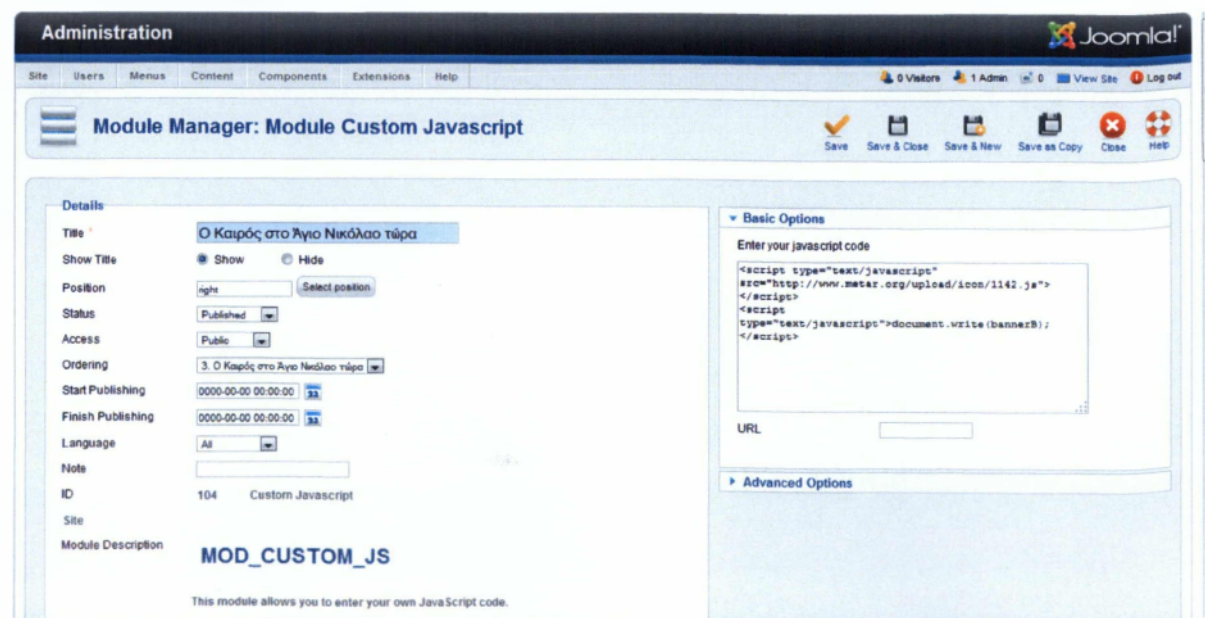 Administration
Joomla!
Site Users Menus Content Components Extensions Help
0 Visitors 1 Admin 0 View Site Log out
Module Manager: Module Custom Javascript
Save Save & Close Save & New Save as Copy Close Help
Details
Title *
Ο Καιρός στο Άγιο Νικόλαο τώρα
Show Title Show Hide
Position right Select position
Status Published
Access Public
Ordering 3. Ο Καιρός στο Άγιο Νικόλαο τώρα
Start Publishing 0000-00-00 00:00:00 23
Finish Publishing 0000-00-00 00:00:00 23
Language All
Note
ID 104 Custom Javascript
Site
Module Description
MOD_CUSTOM_JS
This module allows you to enter your own JavaScript code.
Basic Options
Enter your javascript code
<script type="text/javascript"
src="http://www.metar.org/upload/icon/1142.js">
</script>
<script
type="text/javascript">document.write(bannerB);
</script>
URL
Advanced Options